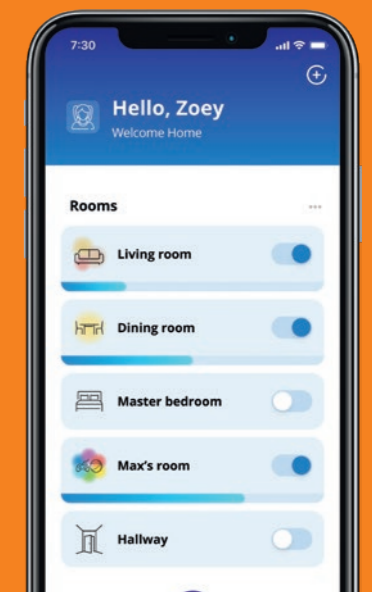 7:30
Hello, Zoey
Welcome Home
Rooms
Living room
Dining room
Master bedroom
Max's room
Hallway